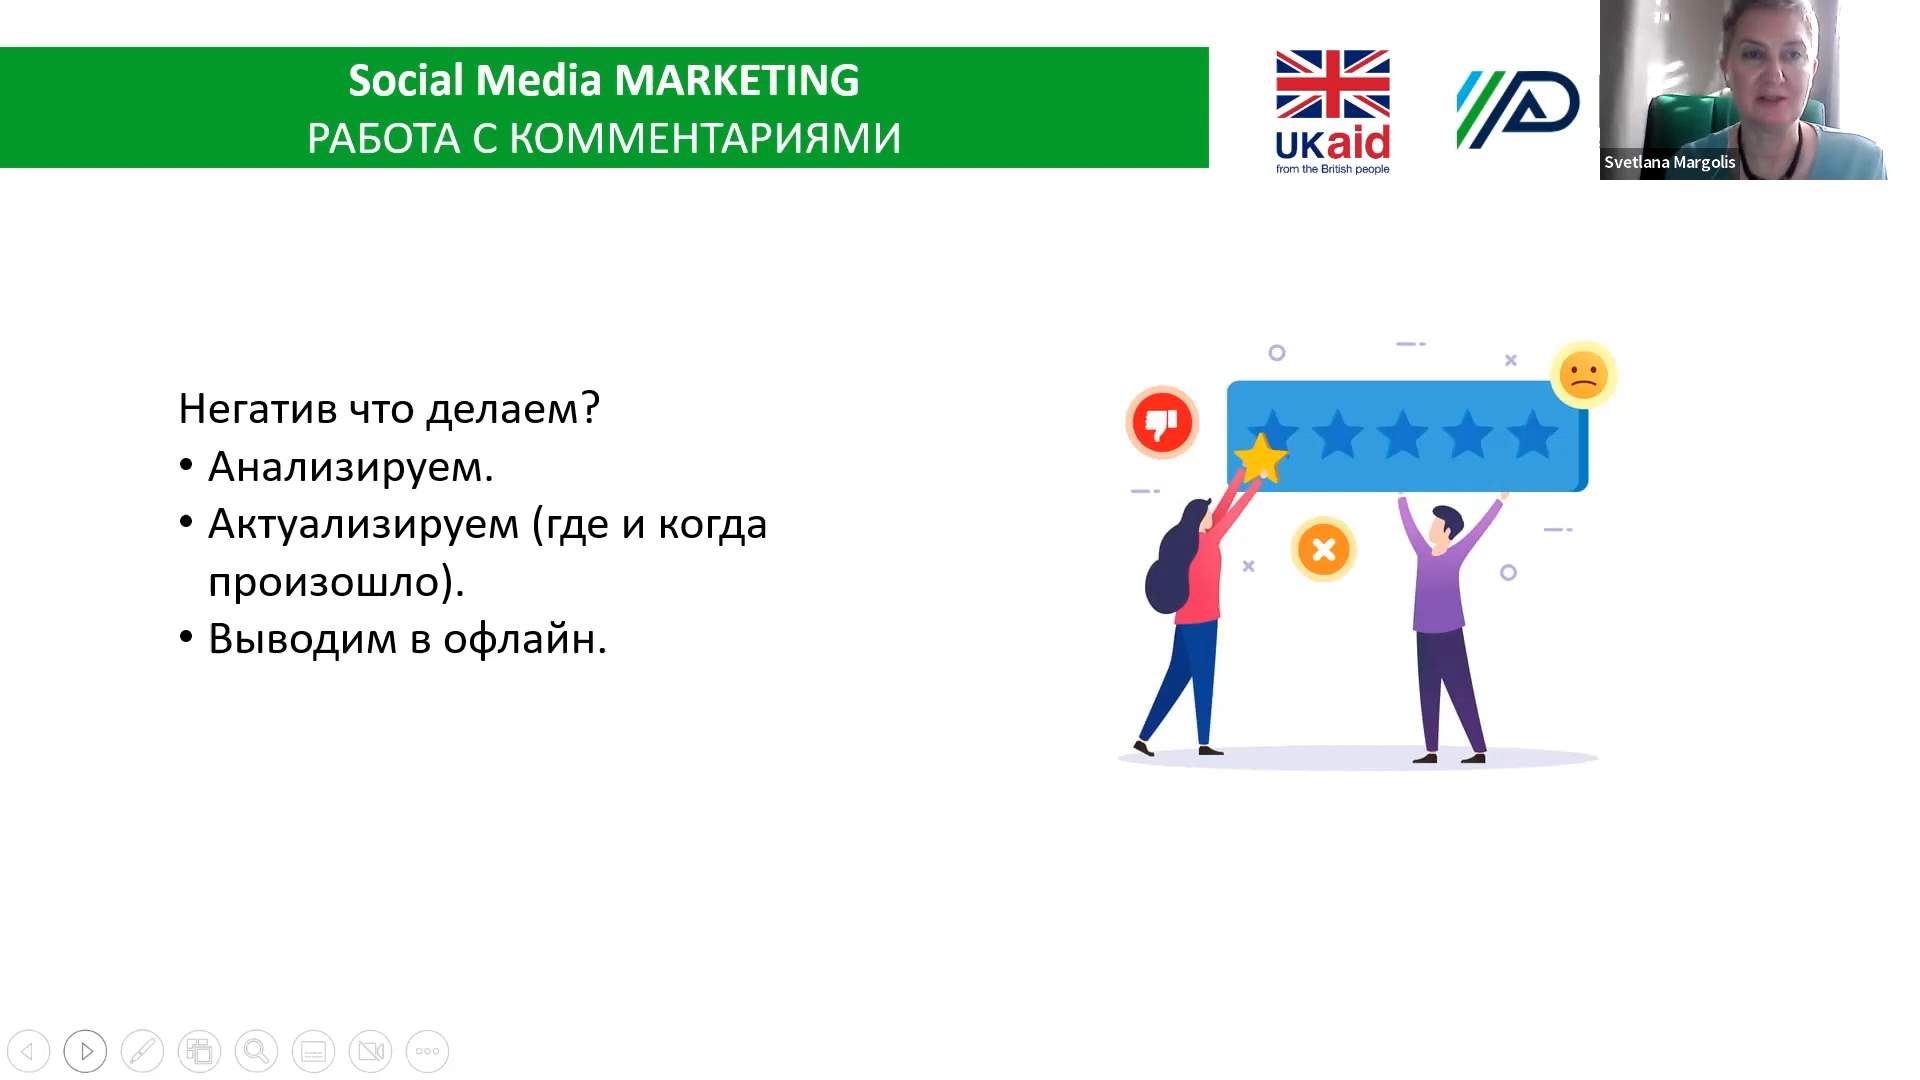 Social Media MARKETING
РАБОТА С КОММЕНТАРИЯМИ
UKaid
from the British people
Svetlana Margolis
Негатив что делаем?
• Анализируем.
• Актуализируем (где и когда
произошло).
• Выводим в офлайн.